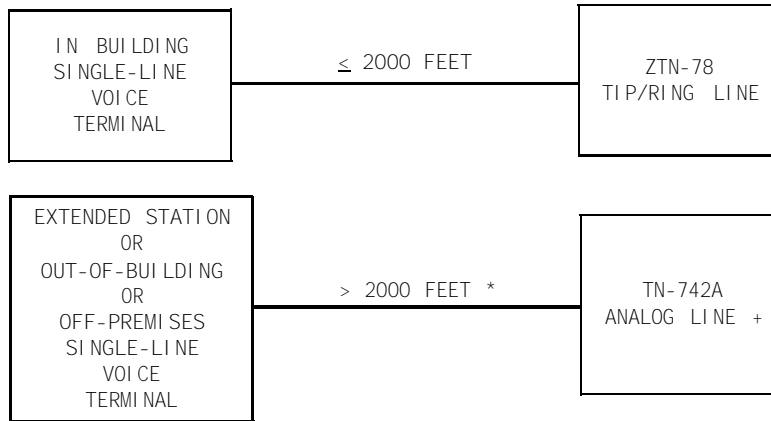 IN BUILDING
SINGLE-LINE
VOICE
TERMINAL
≤ 2000 FEET
ZTN-78
TIP/RING LINE
EXTENDED STATION
OR
OUT-OF-BUILDING
OR
OFF-PREMISES
SINGLE-LINE
VOICE
TERMINAL
> 2000 FEET *
TN-742A
ANALOG LINE +